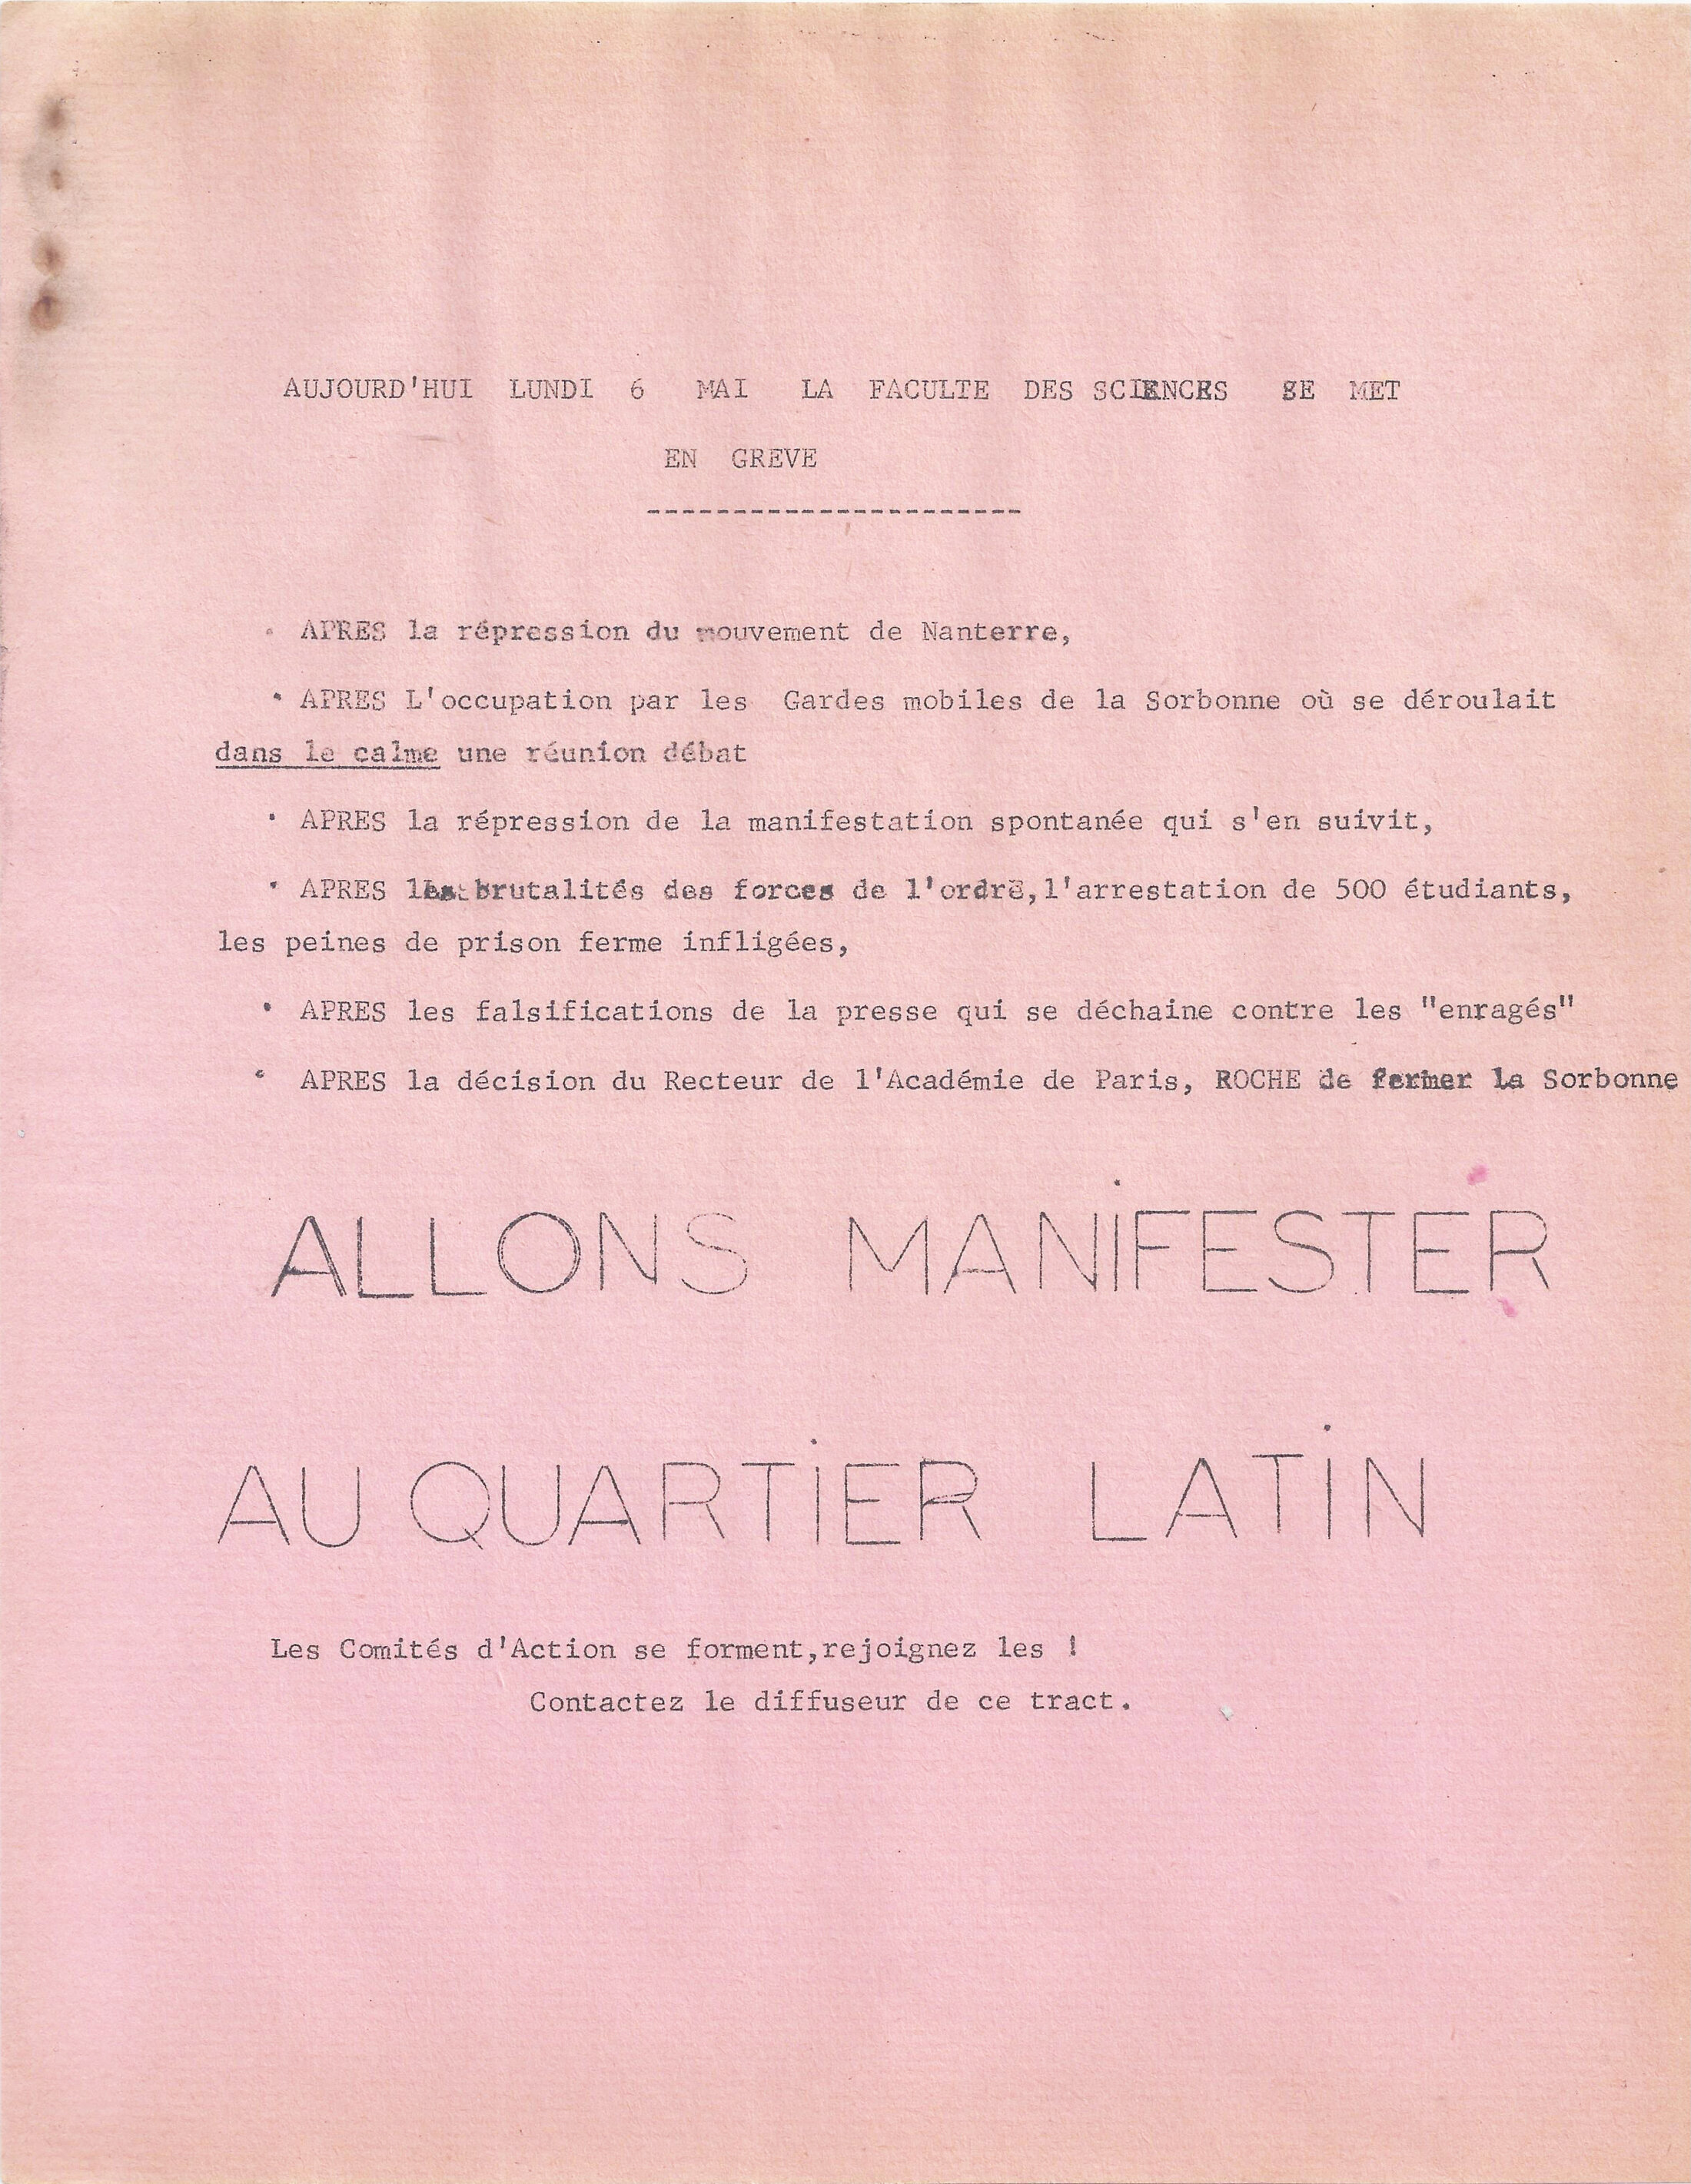 AUJOURD'HUI LUNDI 6 MAI LA FACULTE DES SCIENCES SE MET
EN GREVE
----------------------
. APRES la répression du mouvement de Nanterre,
. APRES L'occupation par les Gardes mobiles de la Sorbonne où se déroulait
dans le calme une réunion débat
. APRES la répression de la manifestation spontanée qui s'en suivit,
. APRES les brutalités des forces de l'ordre,l'arrestation de 500 étudiants,
les peines de prison ferme infligées,
. APRES les falsifications de la presse qui se déchaine contre les "enragés"
. APRES la décision du Recteur de l'Académie de Paris, ROCHE de fermer la Sorbonne
ALLONS MANiFESTER
AU QUARTiER LATiN
Les Comités d'Action se forment,rejoignez les !
Contactez le diffuseur de ce tract.